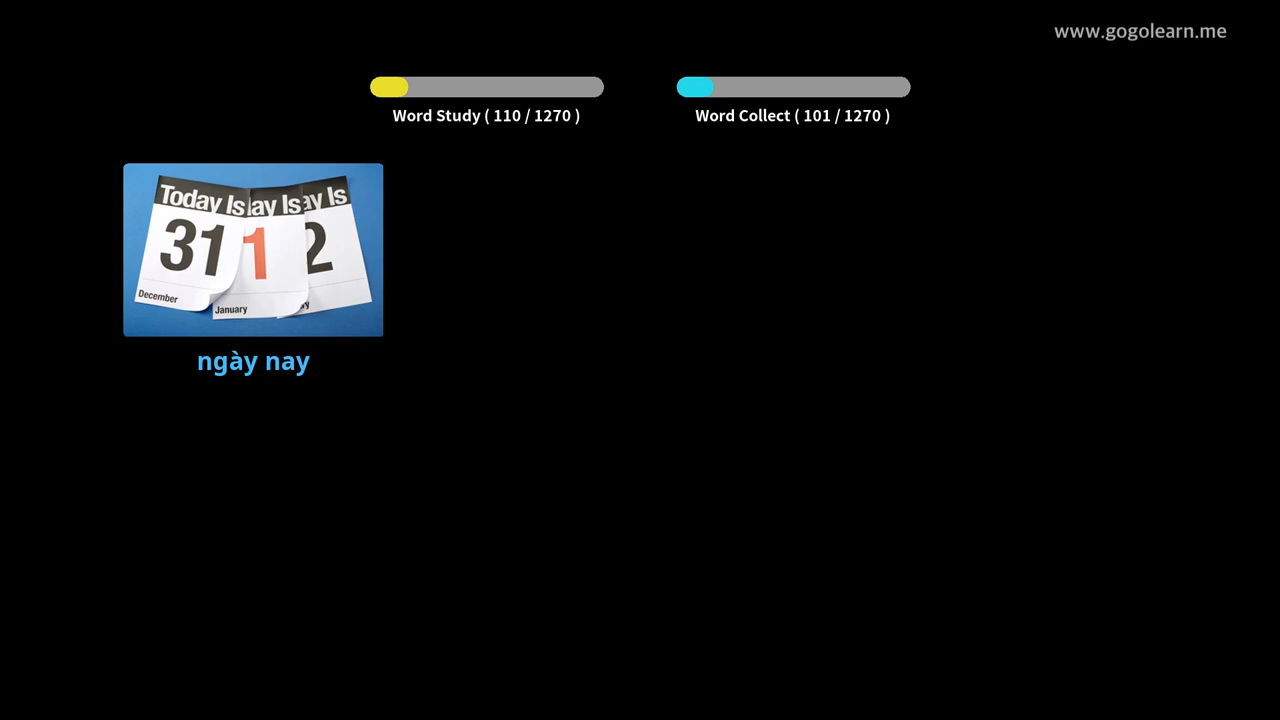 www.gogolearn.me
Word Study ( 110 / 1270 )
Word Collect ( 101 / 1270 )
Today Is
ay Is
ay Is
31
1
2
December
January
ngày nay